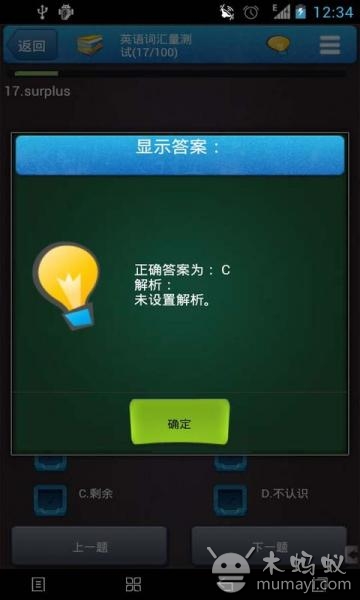 12:34
返回
英语词汇量测
试(17/100)
17.surplus
显示答案：
正确答案为： C
解析：
未设置解析。
确定
C.剩余
D.不认识
上一题
下一题
木蚂蚁
mumayi.com